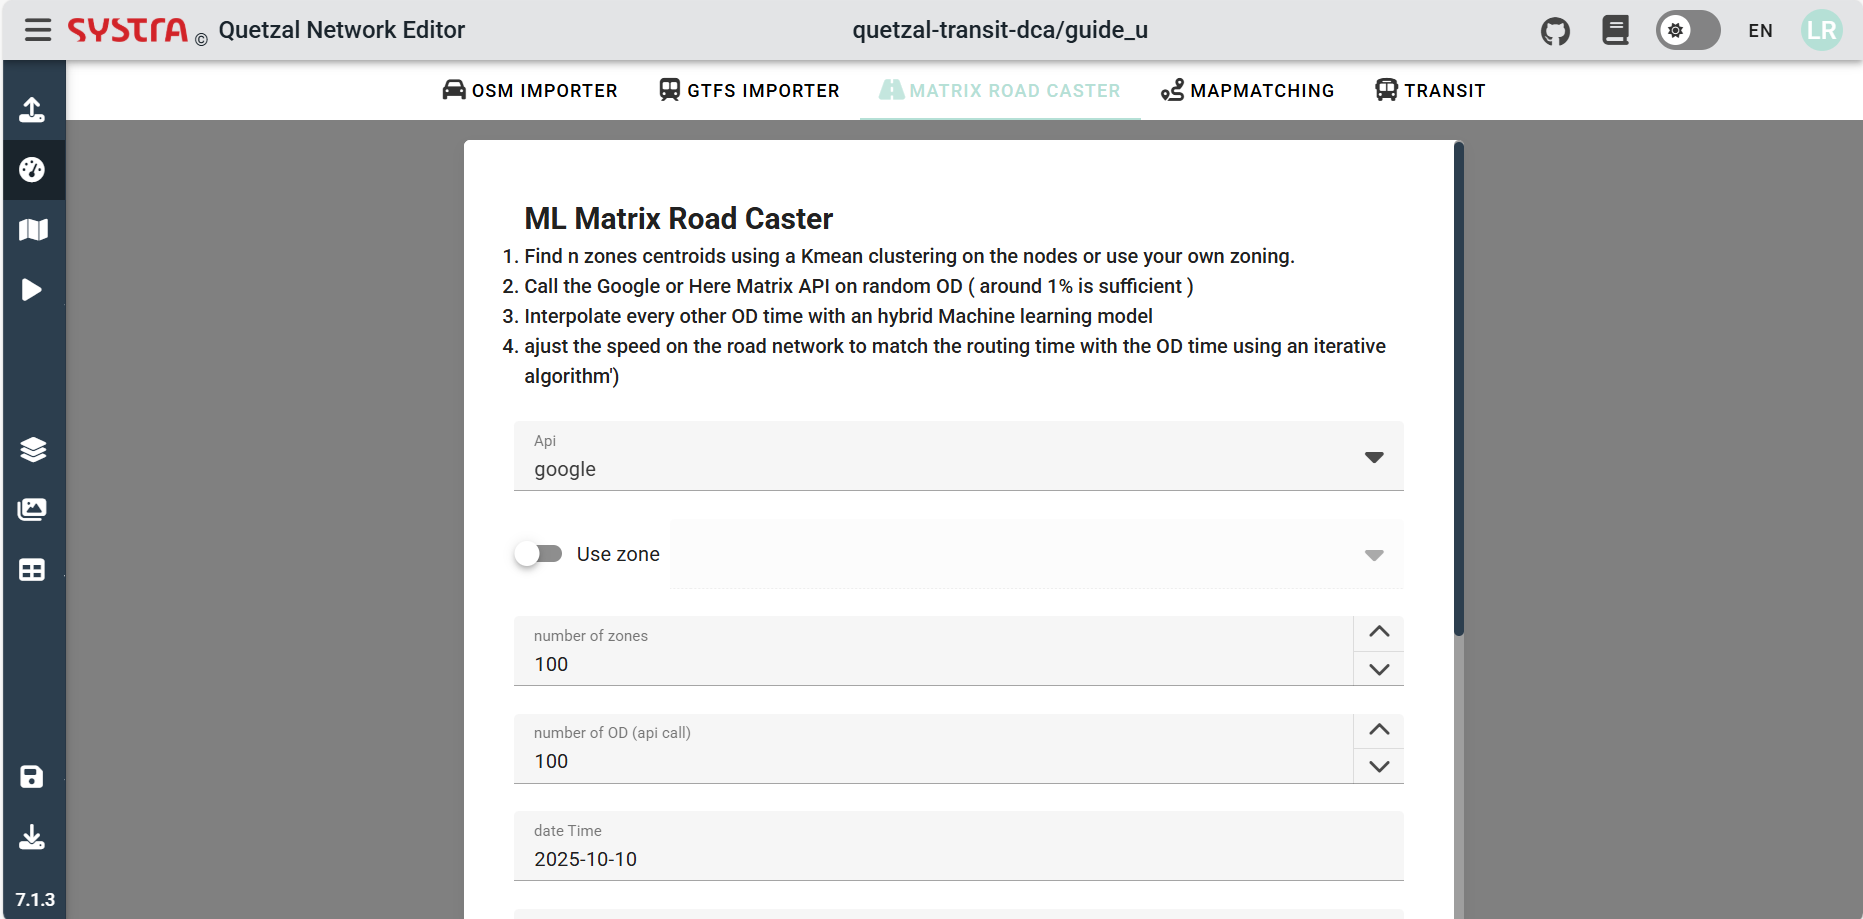 SYSTRA © Quetzal Network Editor
quetzal-transit-dca/guide_u
EN
LR
OSM IMPORTER
GTFS IMPORTER
MATRIX ROAD CASTER
MAPMATCHING
TRANSIT
ML Matrix Road Caster
1. Find n zones centroids using a Kmean clustering on the nodes or use your own zoning.
2. Call the Google or Here Matrix API on random OD ( around 1% is sufficient )
3. Interpolate every other OD time with an hybrid Machine learning model
4. ajust the speed on the road network to match the routing time with the OD time using an iterative
algorithm')
Api
google
Use zone
number of zones
100
number of OD (api call)
100
date Time
2025-10-10
7.1.3